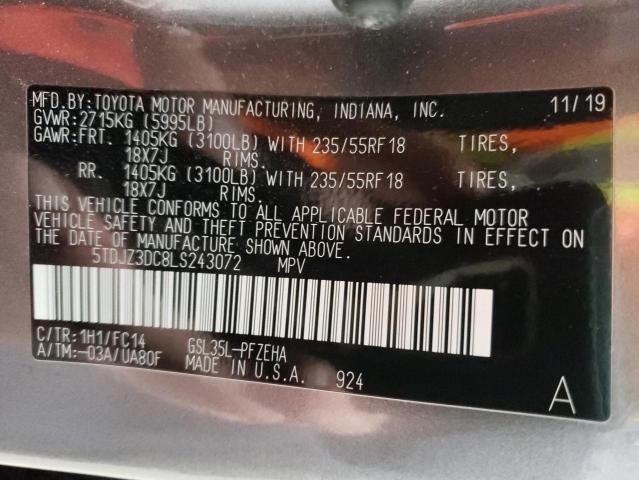 MFD.BY:TOYOTA MOTOR MANUFACTURING, INDIANA, INC. 11/19
GVWR:2715KG (5995LB)
GAWR:FRT. 1405KG (3100LB) WITH 235/55RF18 TIRES,
18X7J RIMS.
RR. 1405KG (3100LB) WITH 235/55RF18 TIRES,
18X7J RIMS.
THIS VEHICLE CONFORMS TO ALL APPLICABLE FEDERAL MOTOR
VEHICLE SAFETY AND THEFT PREVENTION STANDARDS IN EFFECT ON
THE DATE OF MANUFACTURE SHOWN ABOVE.
5TDJZ3DC8LS243072 MPV
C/TR:1H1/FC14 GSL35L-PFZEHA
A/TM:-03A/UA80F MADE IN U.S.A. 924
A